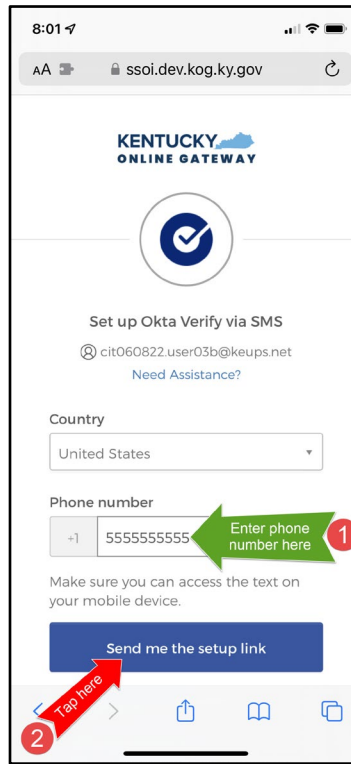 8:01
AA ssoi.dev.kog.ky.gov
KENTUCKY
ONLINE GATEWAY
Set up Okta Verify via SMS
cit060822.user03b@keups.net
Need Assistance?
Country
United States
Phone number
+1 5555555555
Enter phone
number here
1
Make sure you can access the text on
your mobile device.
Send me the setup link
Tap here
2